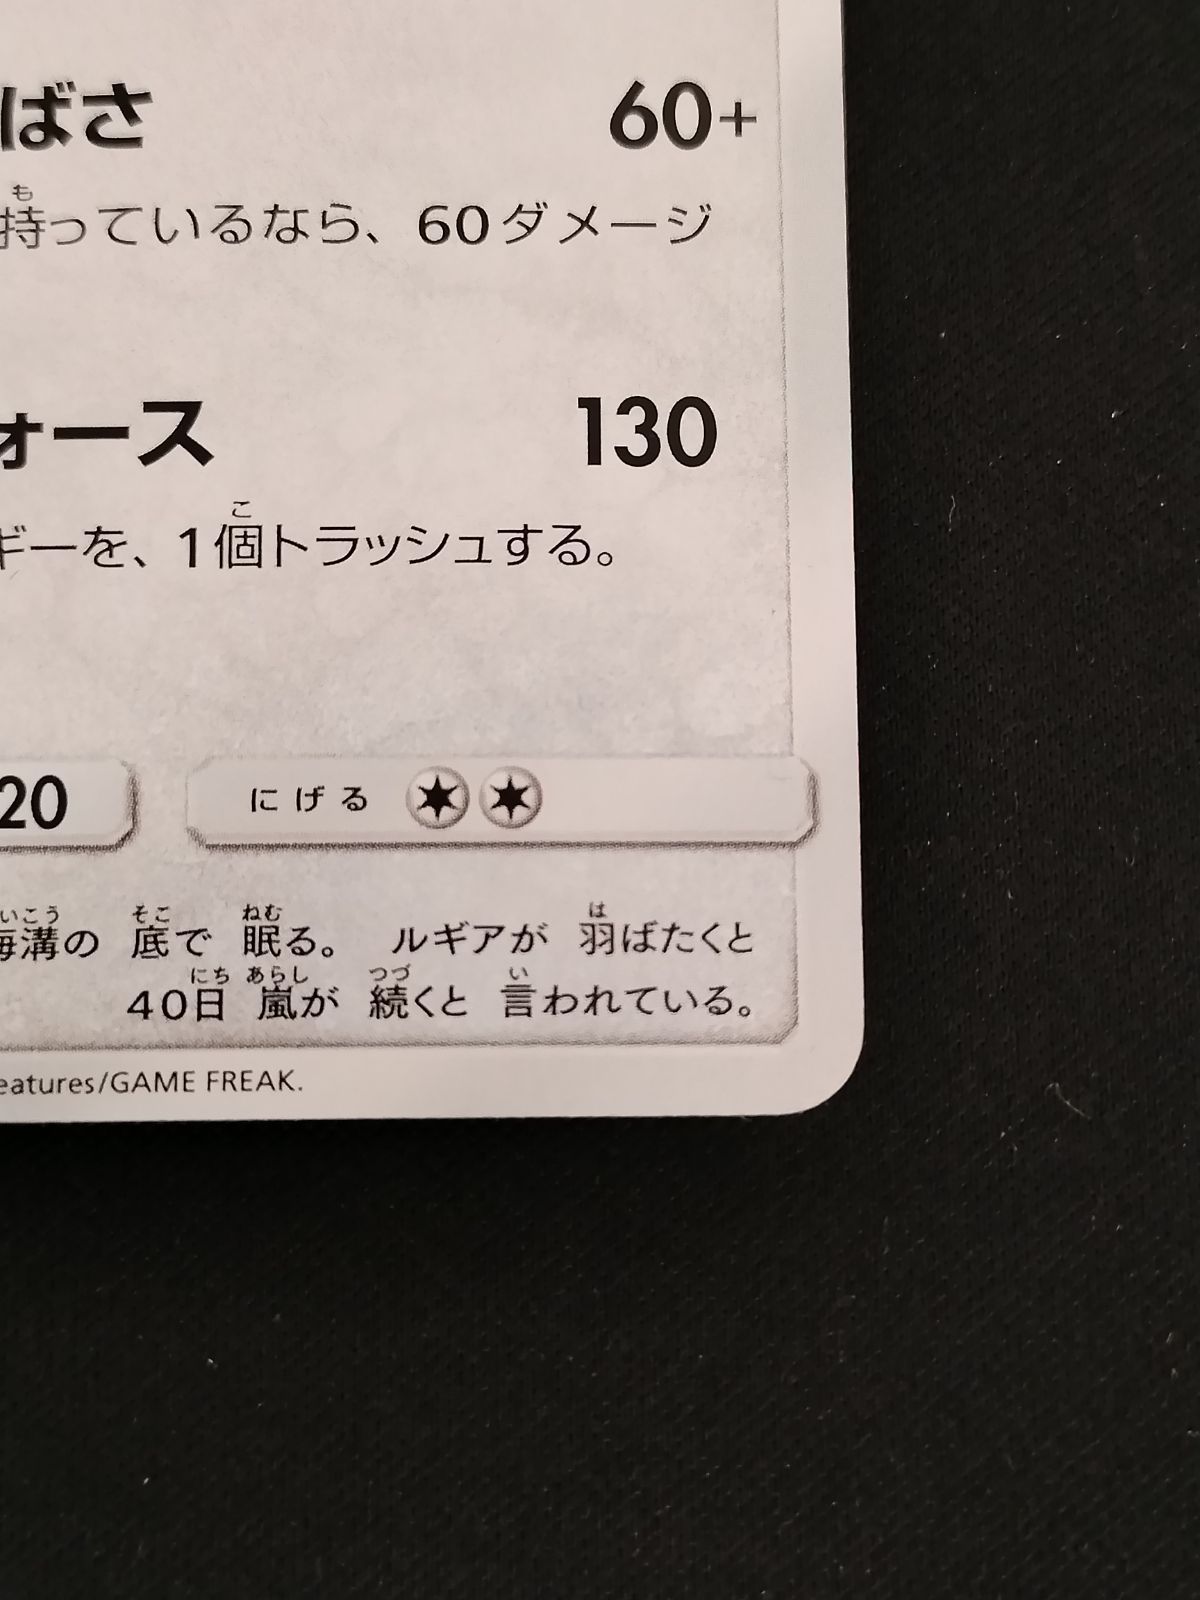 ばさ 60+
持っているなら、60ダメージ
ォース 130
ギーを、1個トラッシュする。
20 にげる
海溝の 底で 眠る。 ルギアが 羽ばたくと
40日 嵐が 続くと 言われている。
eatures/GAME FREAK.